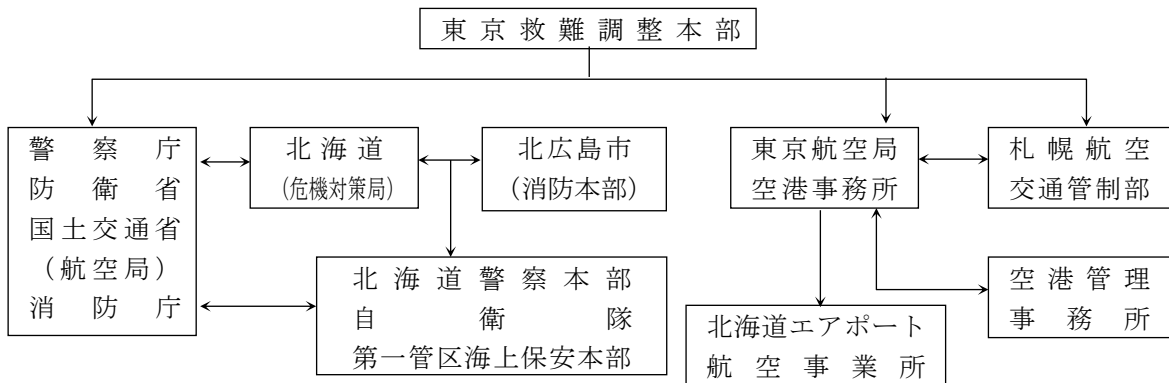 東京救難調整本部
警察庁
防衛省
国土交通省
（航空局）
消防庁
北海道
(危機対策局)
北広島市
(消防本部)
東京航空局
空港事務所
札幌航空
交通管制部
北海道警察本部
自衛隊
第一管区海上保安本部
北海道エアポート
航空事業所
空港管理
事務所